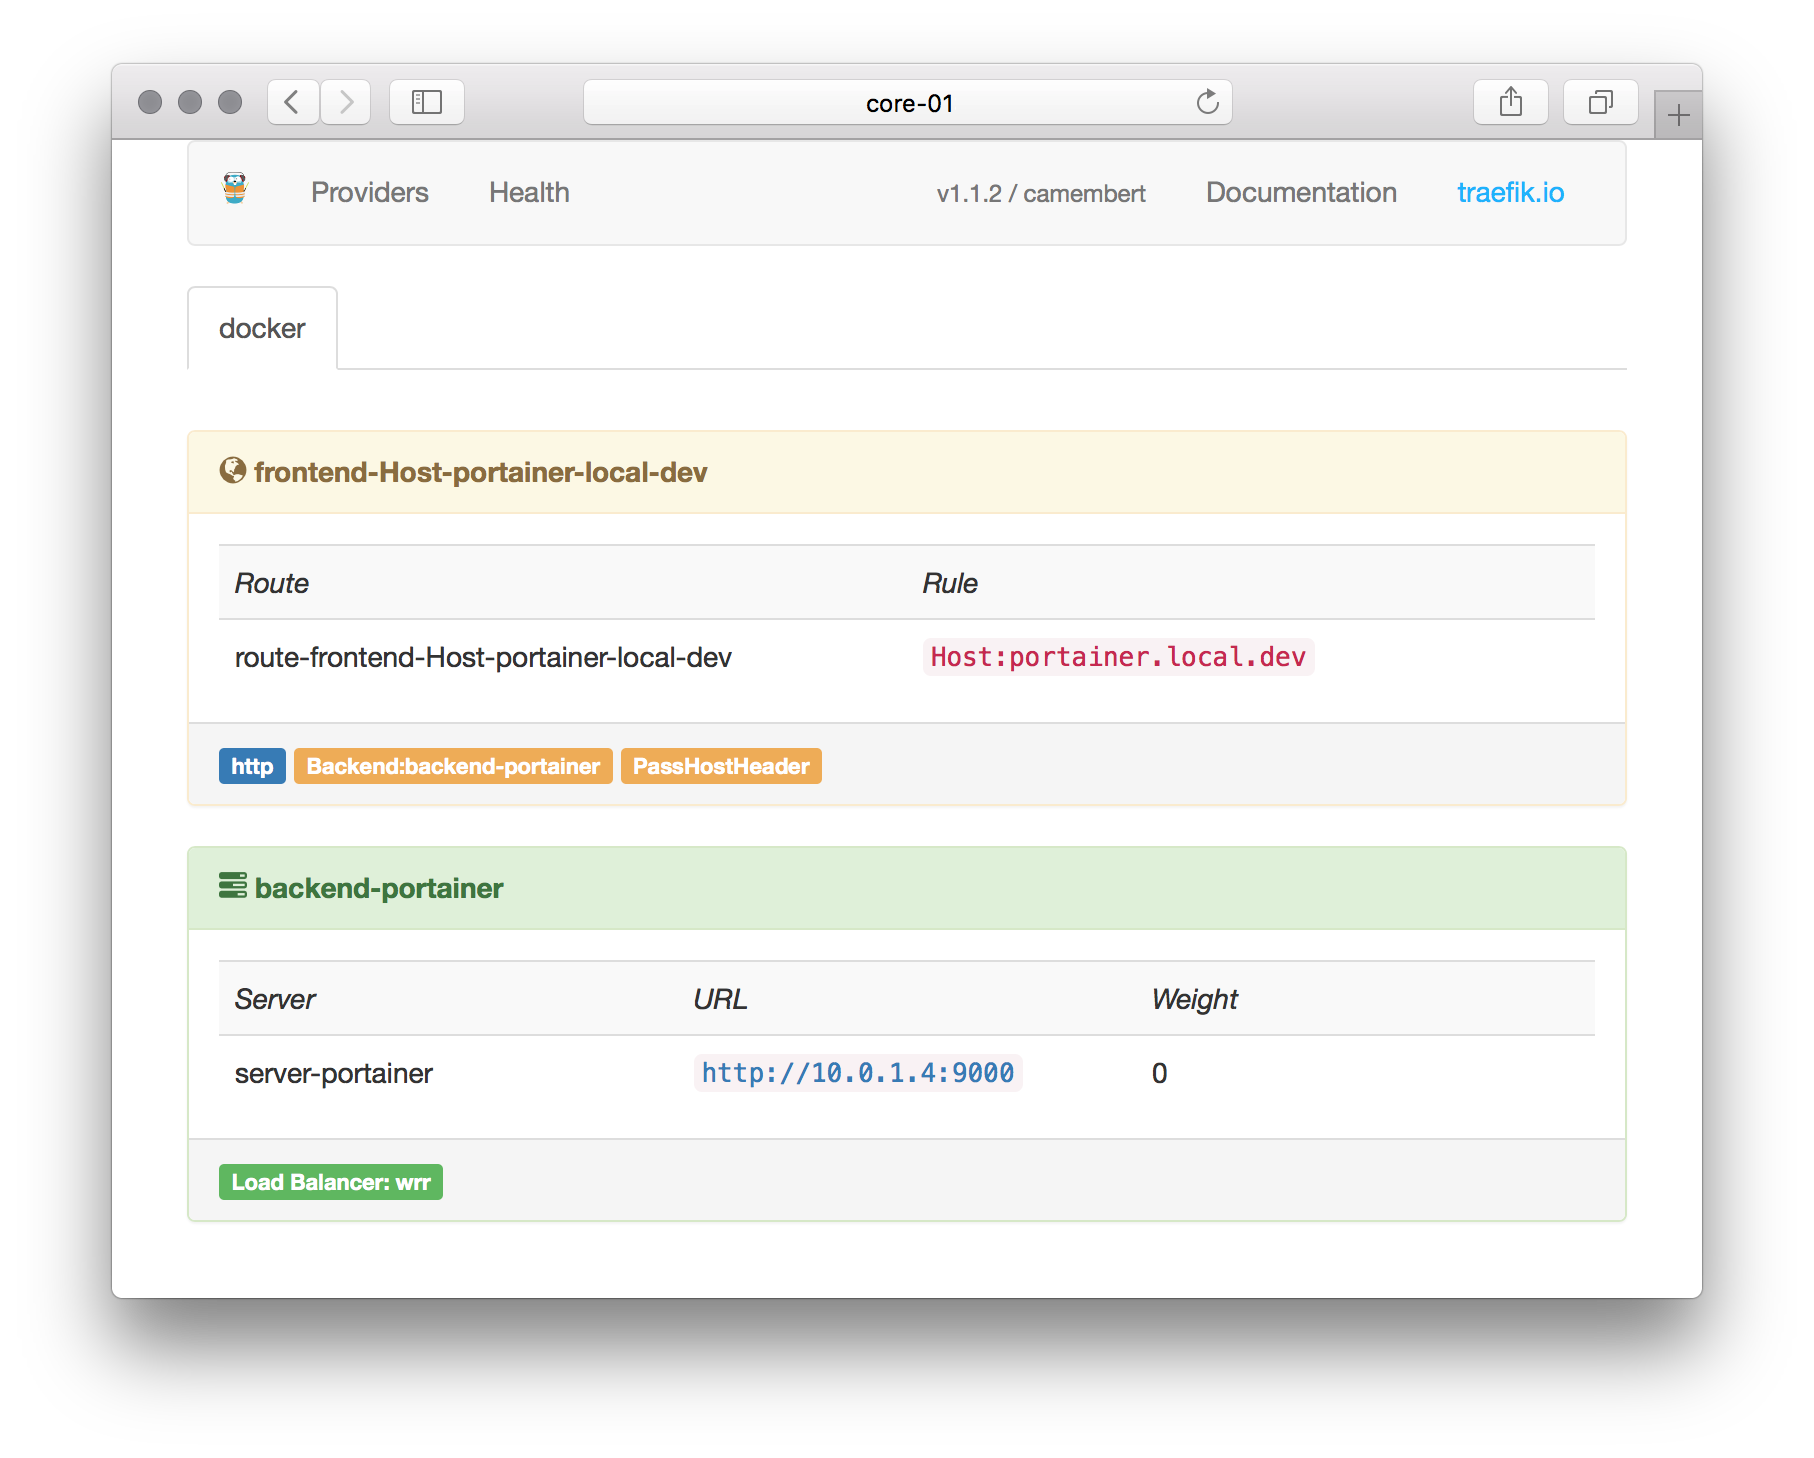 core-01
Providers Health v1.1.2 / camembert Documentation traefik.io
docker
frontend-Host-portainer-local-dev
Route Rule
route-frontend-Host-portainer-local-dev Host:portainer.local.dev
http Backend:backend-portainer PassHostHeader
backend-portainer
Server URL Weight
server-portainer http://10.0.1.4:9000 0
Load Balancer: wrr